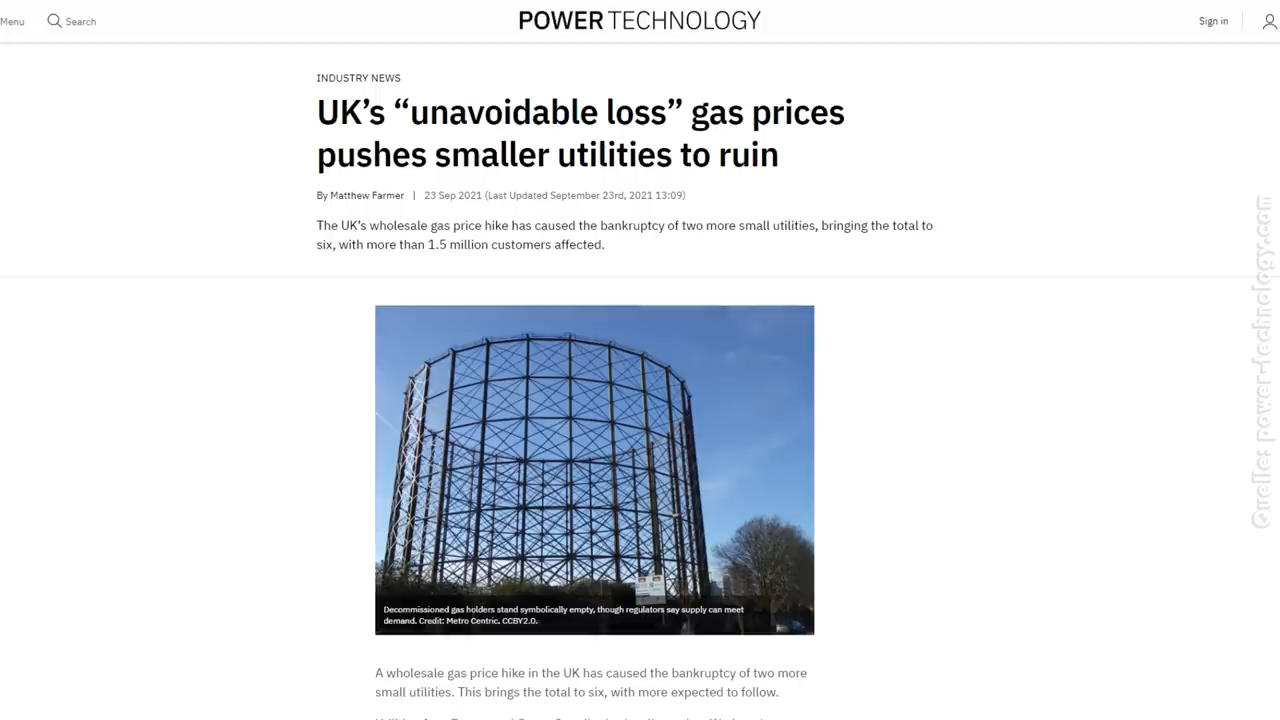 Menu
Search
POWER TECHNOLOGY
Sign in
INDUSTRY NEWS
UK’s “unavoidable loss” gas prices
pushes smaller utilities to ruin
By Matthew Farmer | 23 Sep 2021 (Last Updated September 23rd, 2021 13:09)
The UK’s wholesale gas price hike has caused the bankruptcy of two more small utilities, bringing the total to
six, with more than 1.5 million customers affected.
Quelle: power-technology.com
Decommissioned gas holders stand symbolically empty, though regulators say supply can meet
demand. Credit: Metro Centric. CCBY2.0.
A wholesale gas price hike in the UK has caused the bankruptcy of two more
small utilities. This brings the total to six, with more expected to follow.